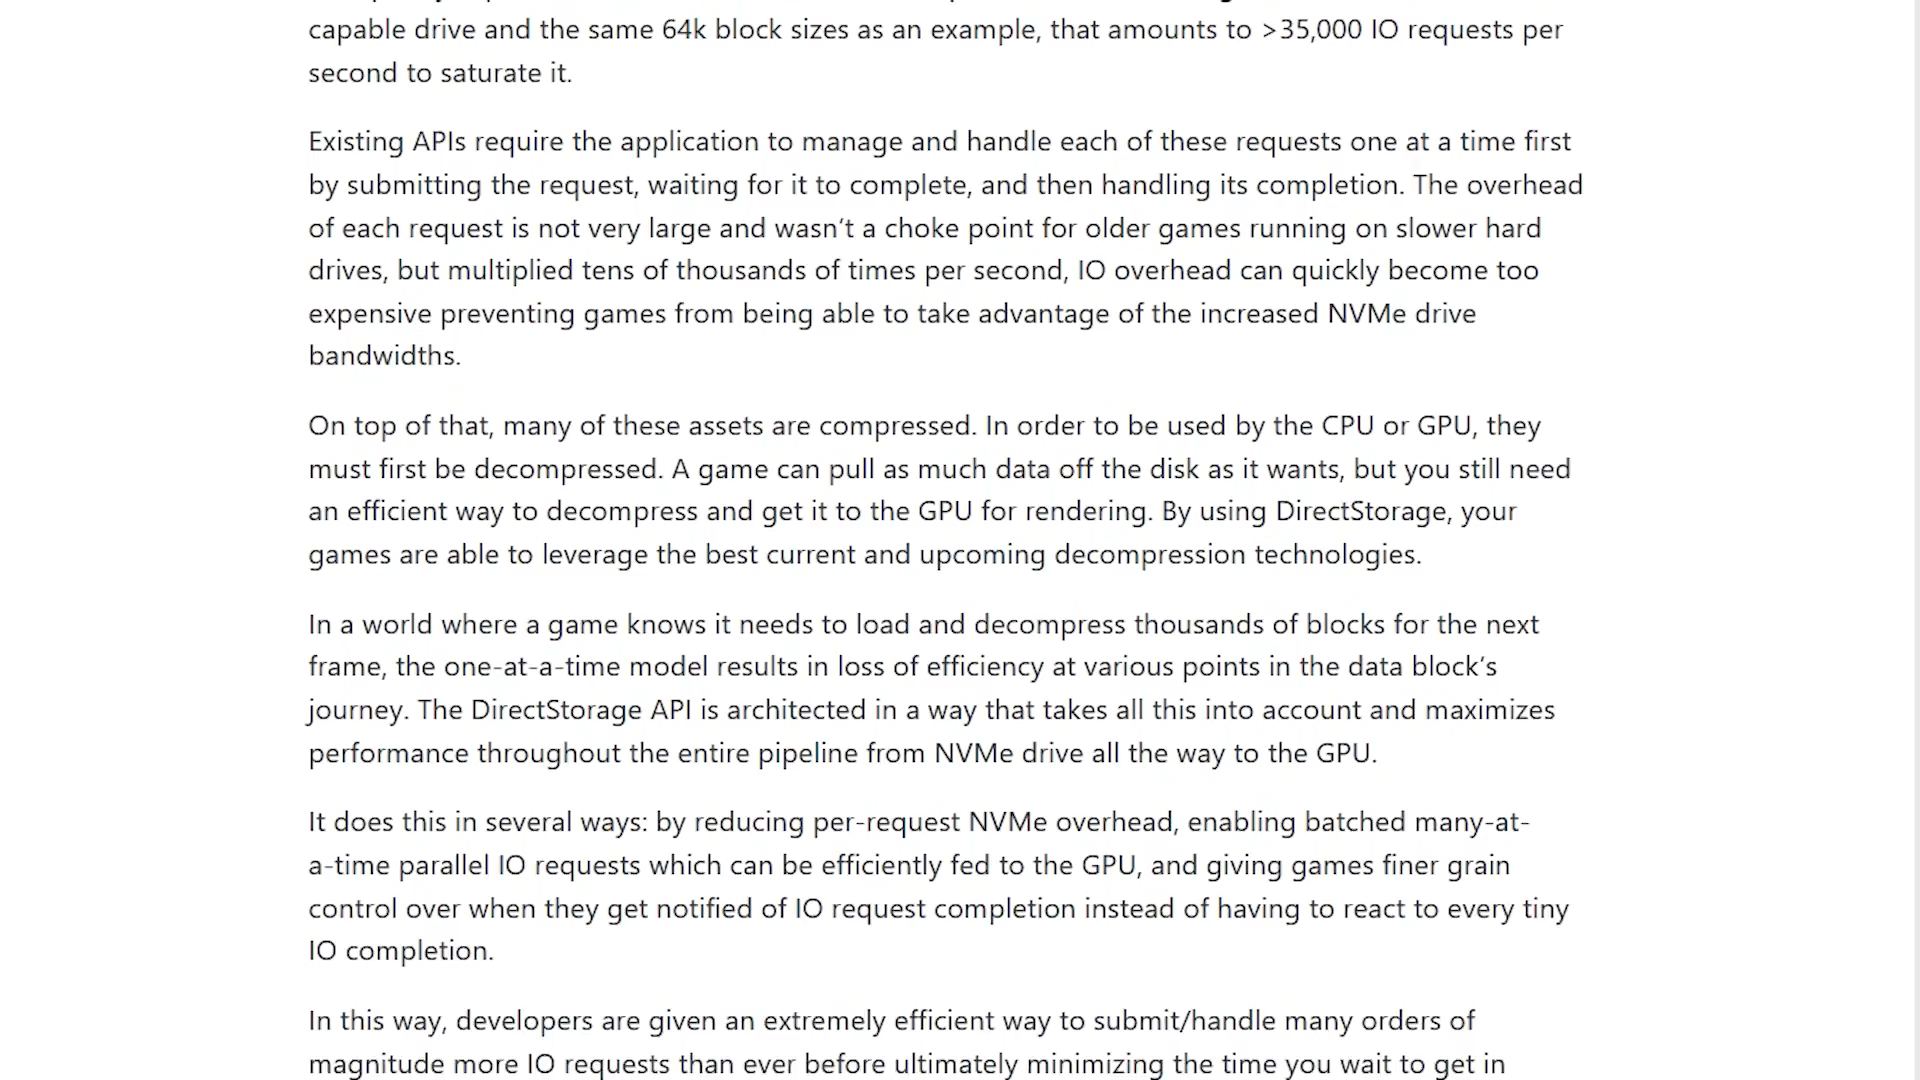 capable drive and the same 64k block sizes as an example, that amounts to >35,000 IO requests per
second to saturate it.
Existing APIs require the application to manage and handle each of these requests one at a time first
by submitting the request, waiting for it to complete, and then handling its completion. The overhead
of each request is not very large and wasn’t a choke point for older games running on slower hard
drives, but multiplied tens of thousands of times per second, IO overhead can quickly become too
expensive preventing games from being able to take advantage of the increased NVMe drive
bandwidths.
On top of that, many of these assets are compressed. In order to be used by the CPU or GPU, they
must first be decompressed. A game can pull as much data off the disk as it wants, but you still need
an efficient way to decompress and get it to the GPU for rendering. By using DirectStorage, your
games are able to leverage the best current and upcoming decompression technologies.
In a world where a game knows it needs to load and decompress thousands of blocks for the next
frame, the one-at-a-time model results in loss of efficiency at various points in the data block’s
journey. The DirectStorage API is architected in a way that takes all this into account and maximizes
performance throughout the entire pipeline from NVMe drive all the way to the GPU.
It does this in several ways: by reducing per-request NVMe overhead, enabling batched many-at-
a-time parallel IO requests which can be efficiently fed to the GPU, and giving games finer grain
control over when they get notified of IO request completion instead of having to react to every tiny
IO completion.
In this way, developers are given an extremely efficient way to submit/handle many orders of
magnitude more IO requests than ever before ultimately minimizing the time you wait to get in